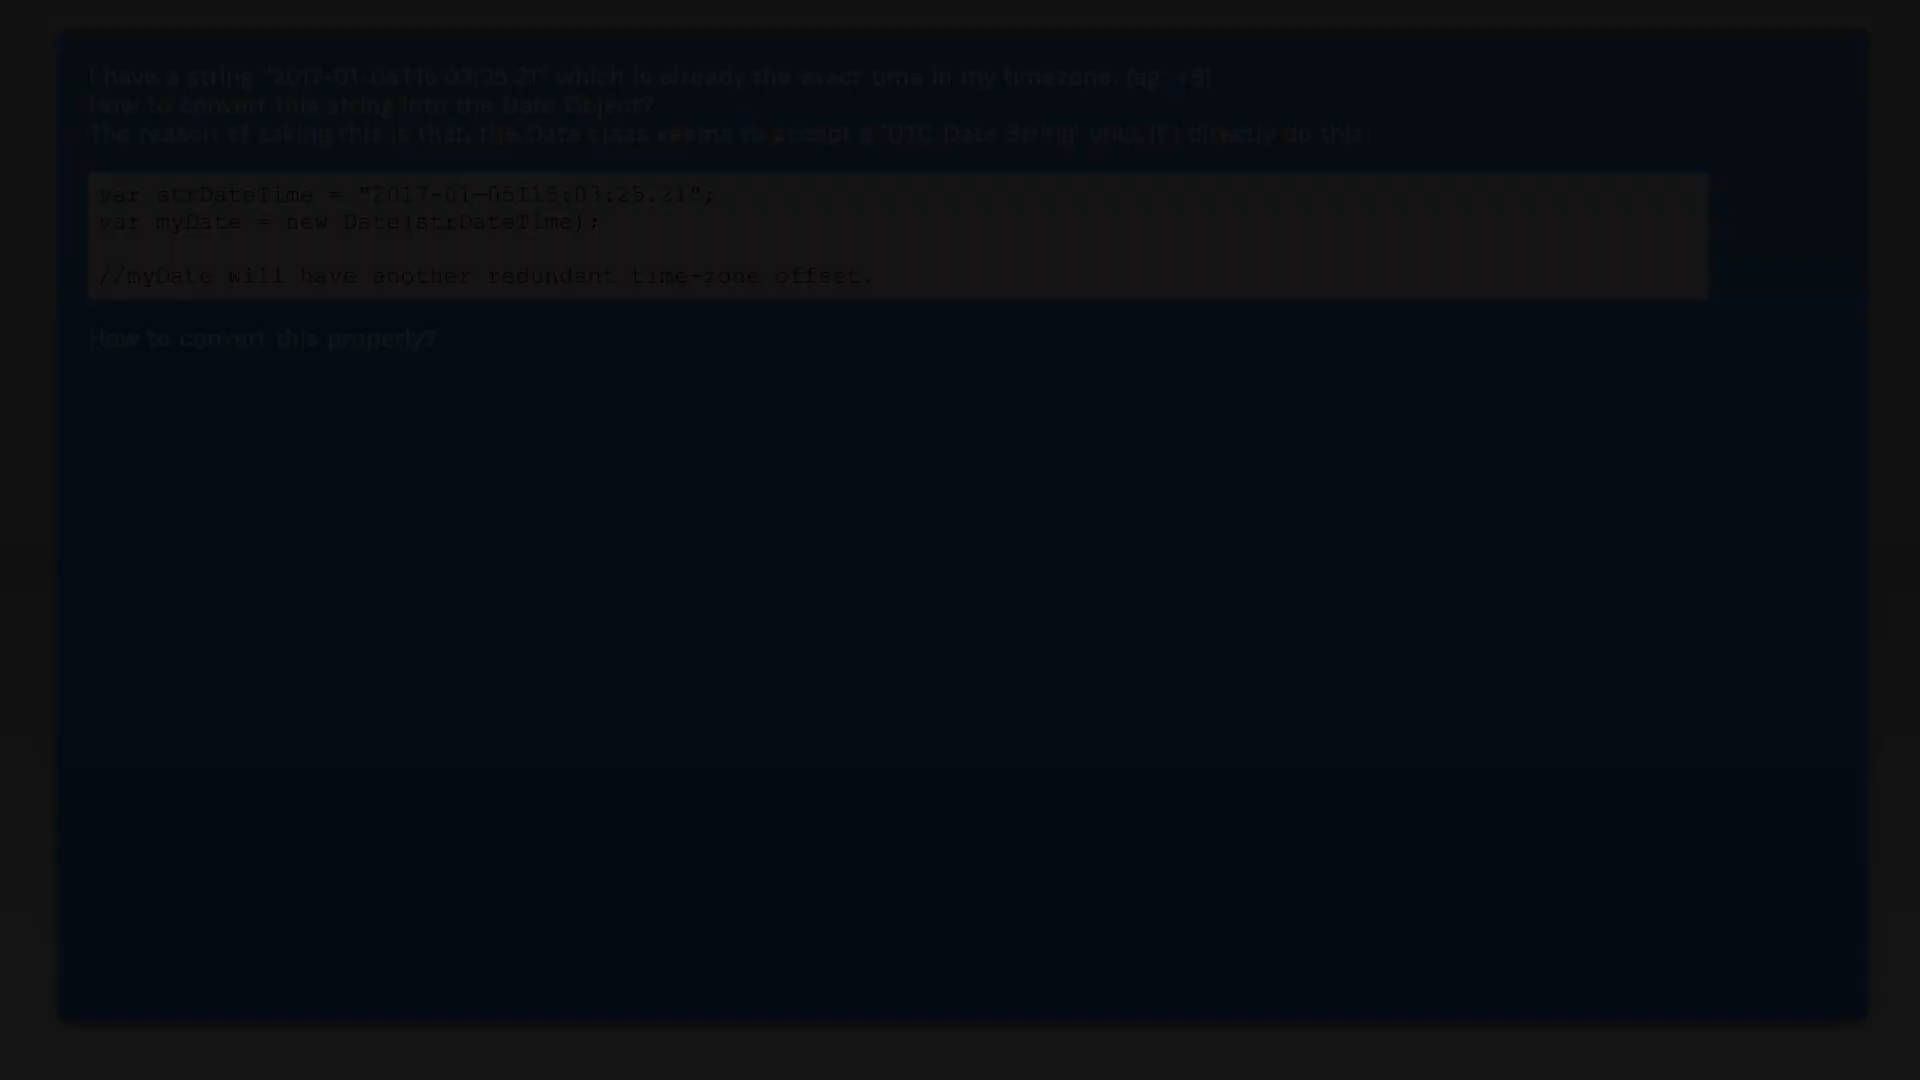 I have a string "2017-01-05T15:03:25.21" which is already the exact time in my timezone. (eg: +5)
How to convert this string into the Date Object?
The reason of asking this is that, the Date class seems to accept a 'UTC Date String' only. If I directly do this:
var strDateTime = "2017-01-05T15:03:25.21";
var myDate = new Date(strDateTime);
//myDate will have another redundant time-zone offset.
How to convert this properly?